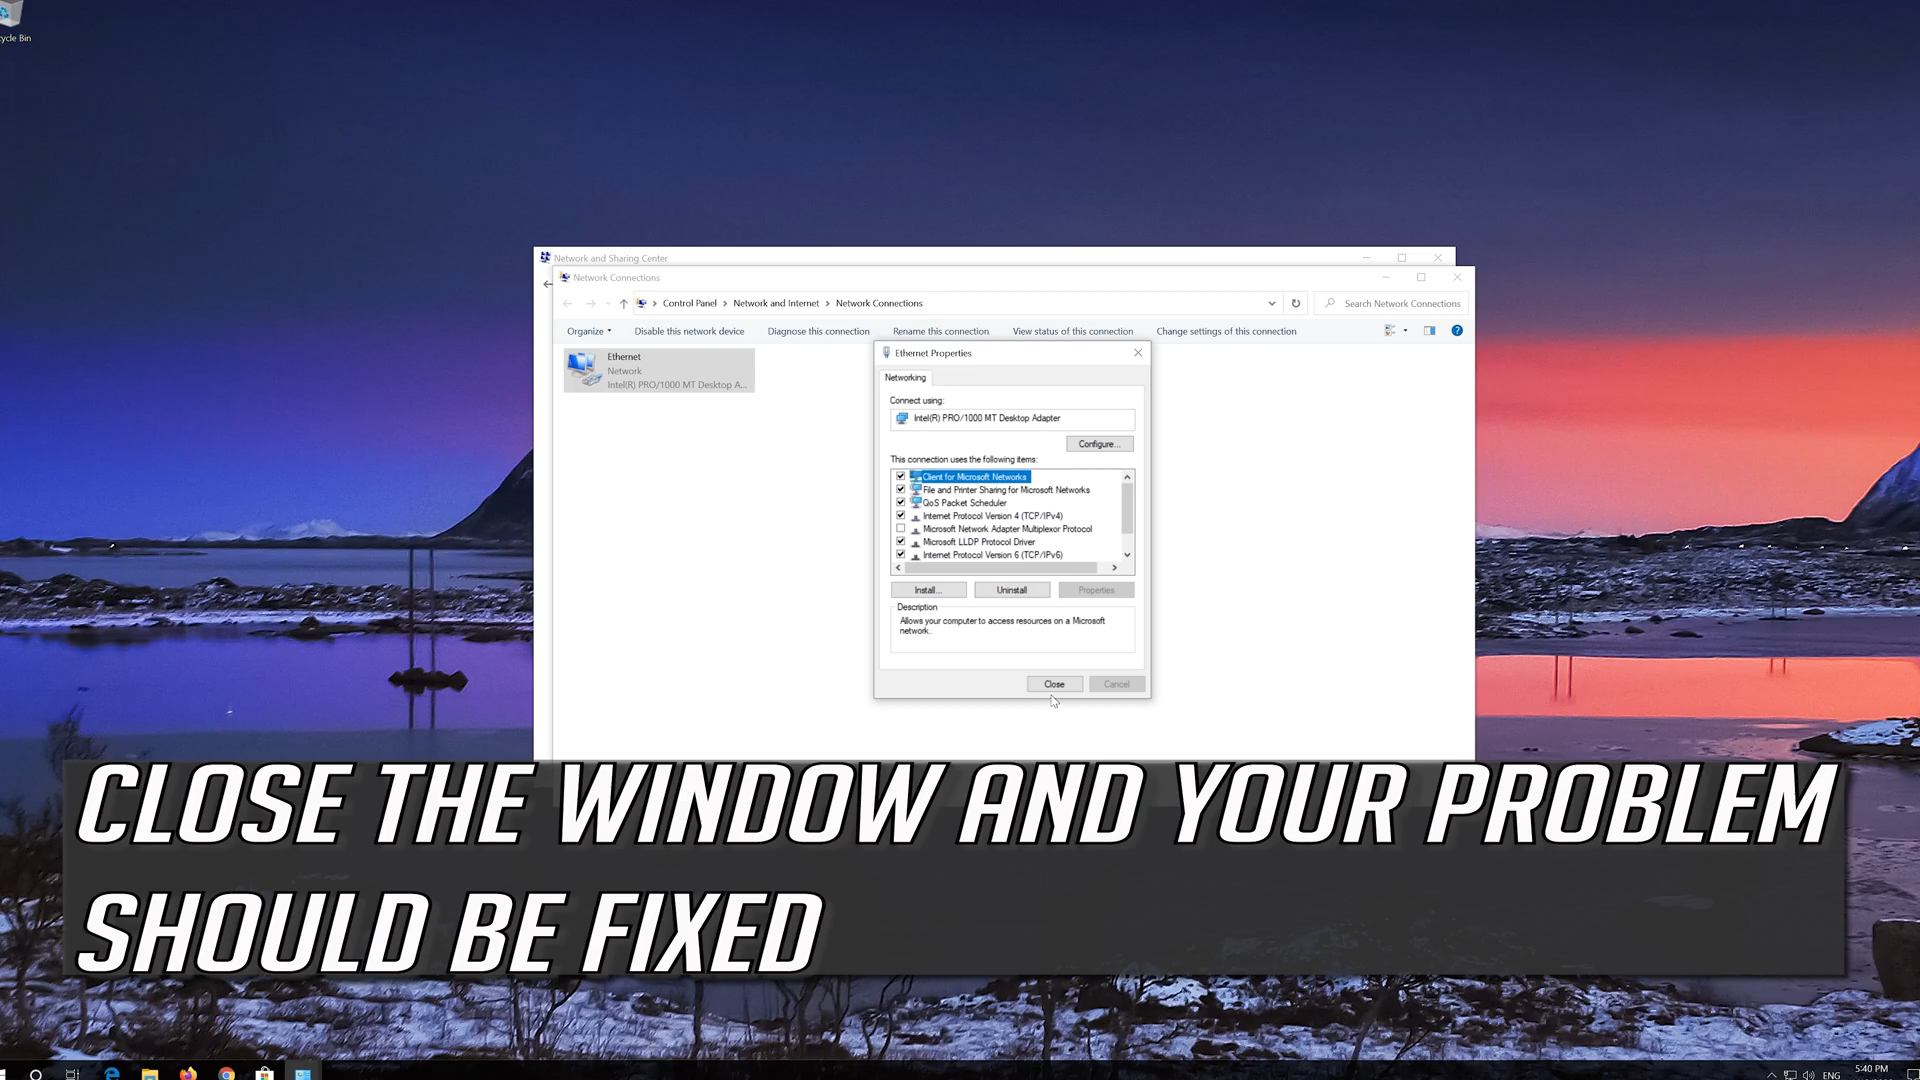 cycle Bin
Network and Sharing Center
Network Connections
Control Panel > Network and Internet > Network Connections
Search Network Connections
Organize
Disable this network device
Diagnose this connection
Rename this connection
View status of this connection
Change settings of this connection
Ethernet
Network
Intel(R) PRO/1000 MT Desktop A...
Ethernet Properties
Networking
Connect using:
Intel(R) PRO/1000 MT Desktop Adapter
Configure...
This connection uses the following items:
Client for Microsoft Networks
File and Printer Sharing for Microsoft Networks
QoS Packet Scheduler
Internet Protocol Version 4 (TCP/IPv4)
Microsoft Network Adapter Multiplexor Protocol
Microsoft LLDP Protocol Driver
Internet Protocol Version 6 (TCP/IPv6)
Install...
Uninstall
Properties
Description
Allows your computer to access resources on a Microsoft
network.
Close
Cancel
CLOSE THE WINDOW AND YOUR PROBLEM
SHOULD BE FIXED
ENG
5:40 PM